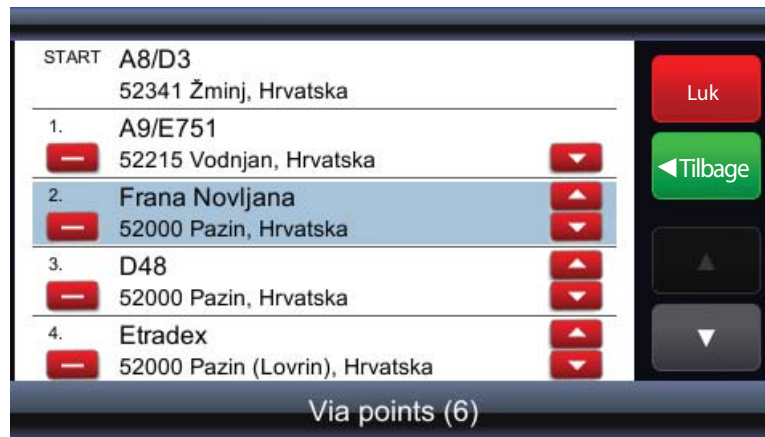 START A8/D3
52341 Žminj, Hrvatska
1. A9/E751
52215 Vodnjan, Hrvatska
2. Frana Novljana
52000 Pazin, Hrvatska
3. D48
52000 Pazin, Hrvatska
4. Etradex
52000 Pazin (Lovrin), Hrvatska
Luk
Tilbage
Via points (6)